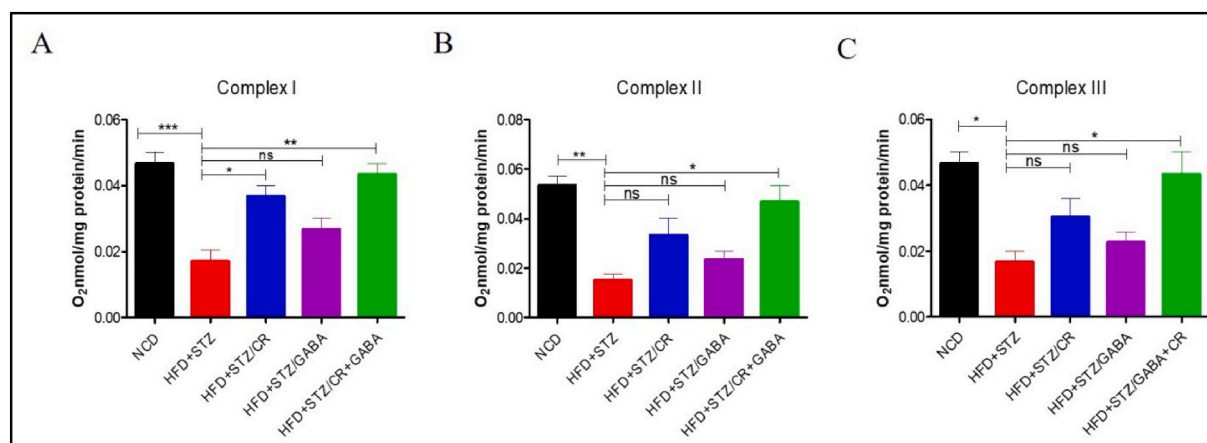 A
Complex I
O2nmol/mg protein/min
0.06
0.04
0.02
0.00
***
**
ns
*
NCD
HFD+STZ
HFD+STZ/CR
HFD+STZ/GABA
HFD+STZ/CR+GABA
B
Complex II
O2nmol/mg protein/min
0.08
0.06
0.04
0.02
0.00
**
*
ns
ns
NCD
HFD+STZ
HFD+STZ/CR
HFD+STZ/GABA
HFD+STZ/CR+GABA
C
Complex III
O2nmol/mg protein/min
0.06
0.04
0.02
0.00
*
*
ns
ns
NCD
HFD+STZ
HFD+STZ/CR
HFD+STZ/GABA
HFD+STZ/GABA+CR